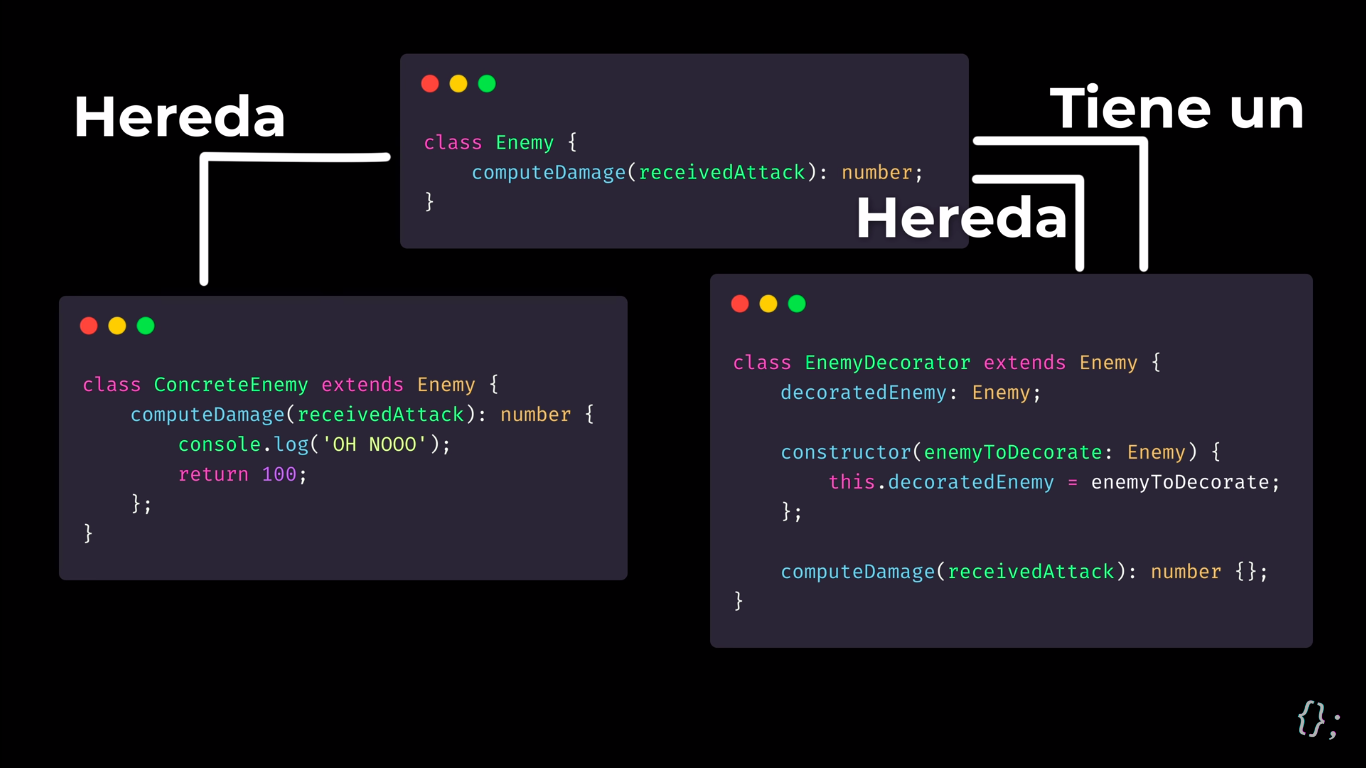 Hereda
class Enemy {
    computeDamage(receivedAttack): number;
}
Tiene un
Hereda
class ConcreteEnemy extends Enemy {
    computeDamage(receivedAttack): number {
        console.log('OH NOOO');
        return 100;
    };
}
class EnemyDecorator extends Enemy {
    decoratedEnemy: Enemy;
    constructor(enemyToDecorate: Enemy) {
        this.decoratedEnemy = enemyToDecorate;
    };
    computeDamage(receivedAttack): number {};
}
{};